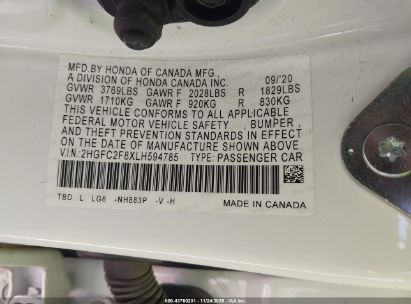 MFD.BY HONDA OF CANADA MFG.,
A DIVISION OF HONDA CANADA INC. 09/20
GVWR 3769LBS GAWR F 2028LBS R 1829LBS
GVWR 1710KG GAWR F 920KG R 830KG
THIS VEHICLE CONFORMS TO ALL APPLICABLE
FEDERAL MOTOR VEHICLE SAFETY, BUMPER,
AND THEFT PREVENTION STANDARDS IN EFFECT
ON THE DATE OF MANUFACTURE SHOWN ABOVE.
V.I.N:2HGFC2F8XLH594785 TYPE: PASSENGER CAR
TBD L LG6 -NH883P -V -H
MADE IN CANADA